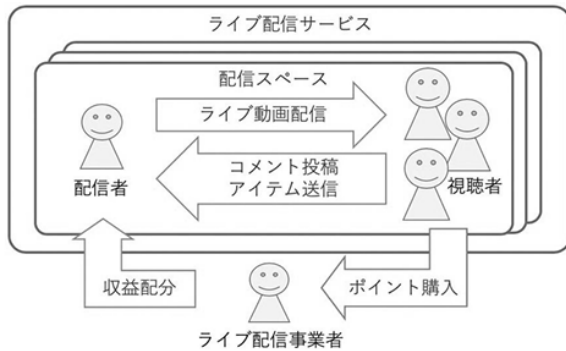 ライブ配信サービス
配信スペース
ライブ動画配信
コメント投稿
アイテム送信
配信者
視聴者
収益配分
ポイント購入
ライブ配信事業者